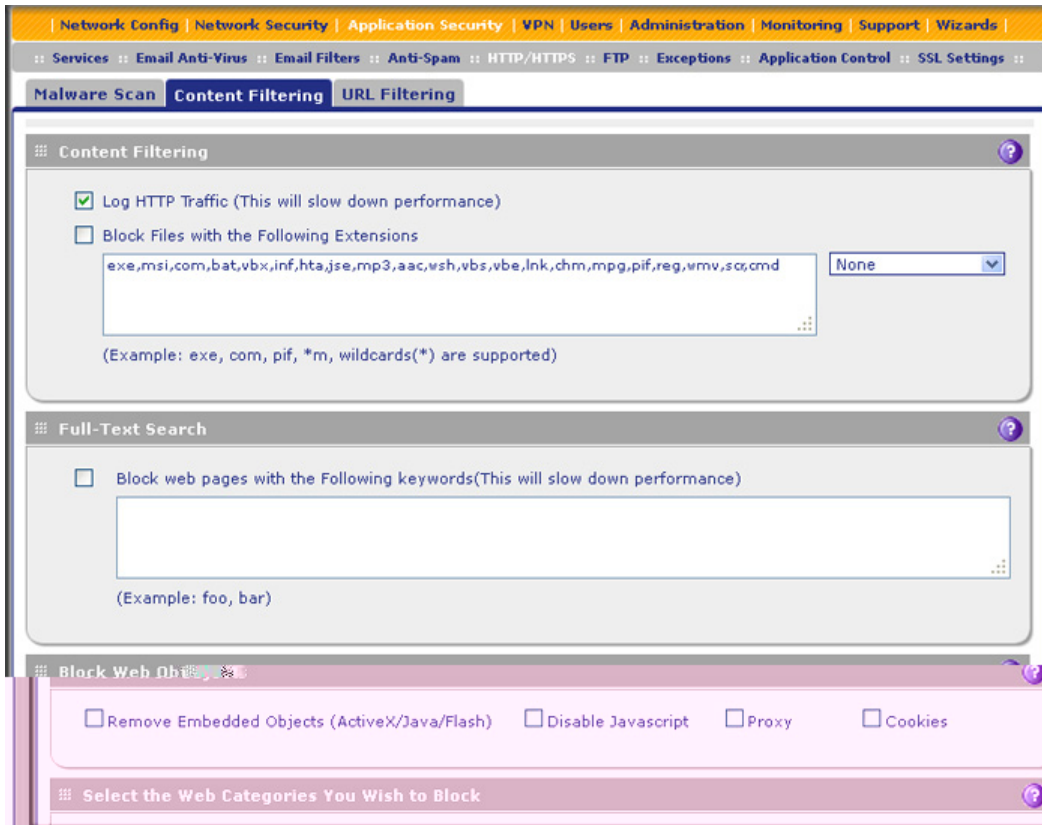 | Network Config | Network Security | Application Security | VPN | Users | Administration | Monitoring | Support | Wizards |
:: Services :: Email Anti-Virus :: Email Filters :: Anti-Spam :: HTTP/HTTPS :: FTP :: Exceptions :: Application Control :: SSL Settings ::
Malware Scan Content Filtering URL Filtering
Content Filtering ?
Log HTTP Traffic (This will slow down performance)
Block Files with the Following Extensions
exe,msi,com,bat,vbx,inf,hta,jse,mp3,aac,wsh,vbs,vbe,lnk,chm,mpg,pif,reg,wmv,scr,cmd None
(Example: exe, com, pif, *m, wildcards(*) are supported)
Full-Text Search ?
Block web pages with the Following keywords(This will slow down performance)
(Example: foo, bar)
Block Web ?
Remove Embedded Objects (ActiveX/Java/Flash) Disable Javascript Proxy Cookies
Select the Web Categories You Wish to Block ?